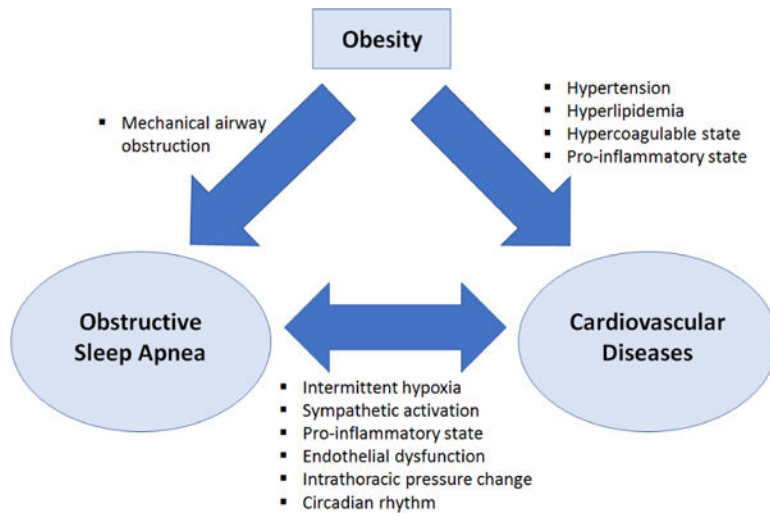 Obesity
▪ Mechanical airway
obstruction
▪ Hypertension
▪ Hyperlipidemia
▪ Hypercoagulable state
▪ Pro-inflammatory state
Obstructive
Sleep Apnea
Cardiovascular
Diseases
▪ Intermittent hypoxia
▪ Sympathetic activation
▪ Pro-inflammatory state
▪ Endothelial dysfunction
▪ Intrathoracic pressure change
▪ Circadian rhythm